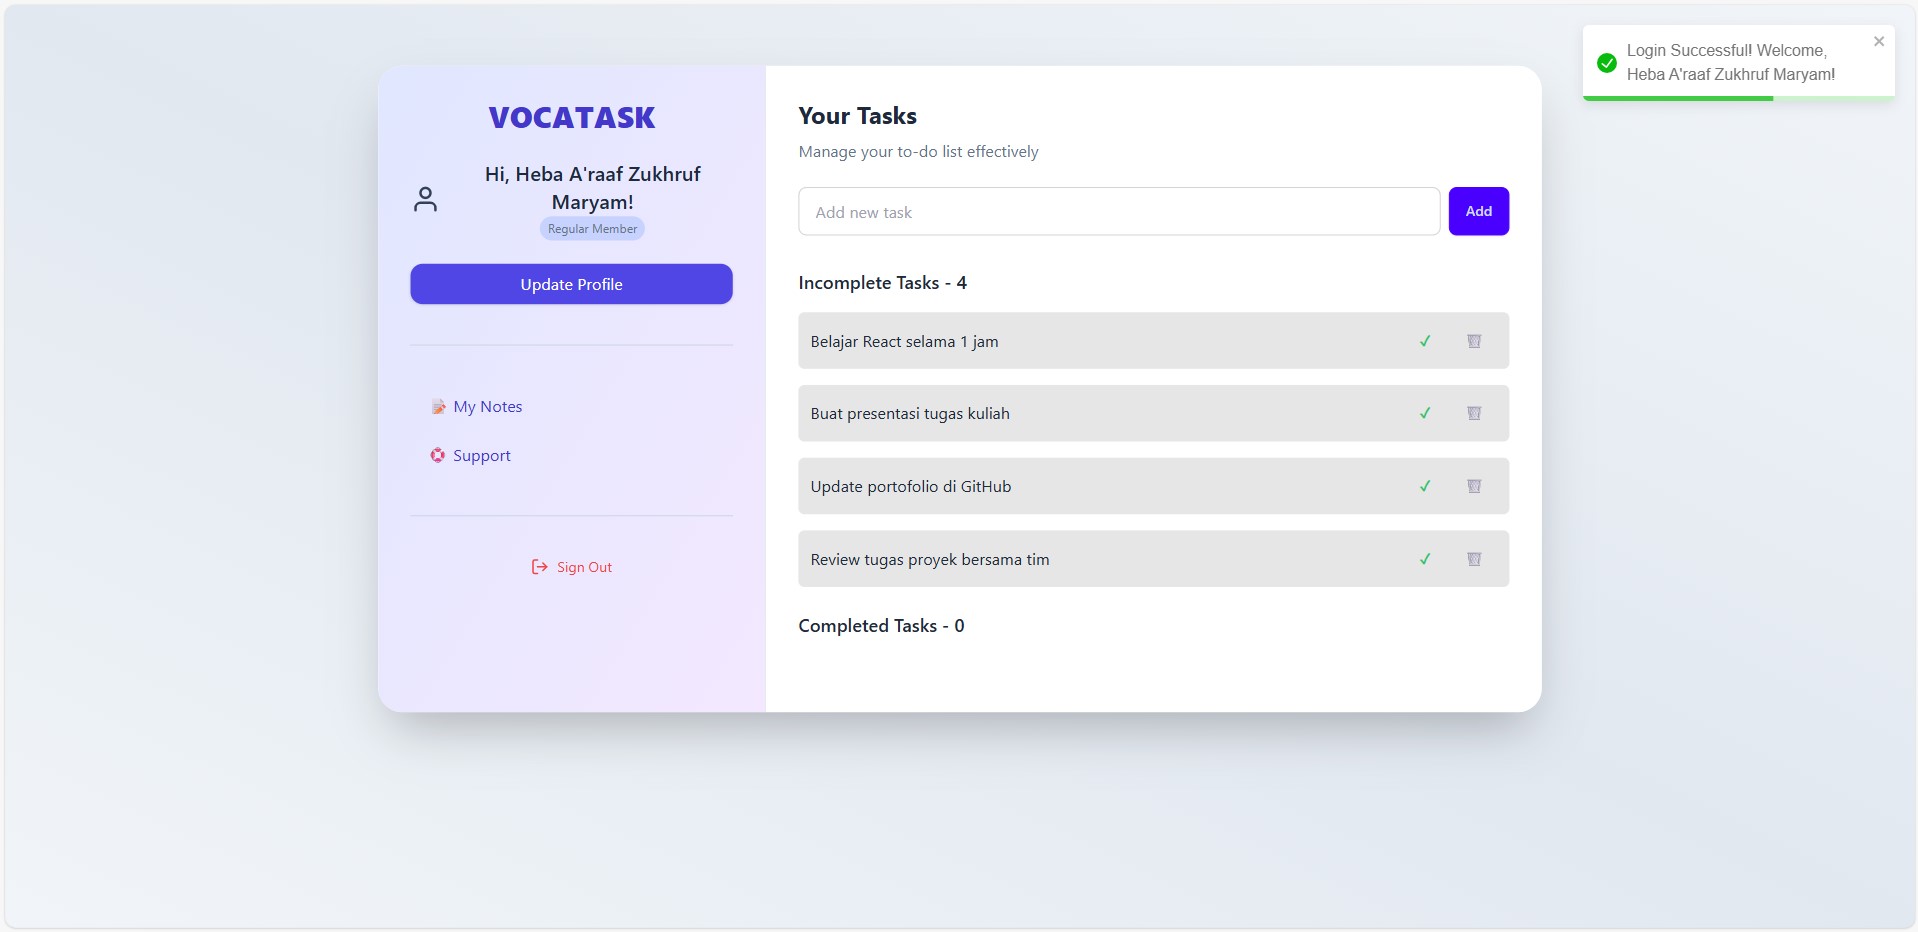 VOCATASK
Hi, Heba A'raaf Zukhruf
Maryam!
Regular Member
Update Profile
My Notes
Support
Sign Out
Your Tasks
Manage your to-do list effectively
Add new task
Add
Incomplete Tasks - 4
Belajar React selama 1 jam
Buat presentasi tugas kuliah
Update portofolio di GitHub
Review tugas proyek bersama tim
Completed Tasks - 0
Login Successful! Welcome,
Heba A'raaf Zukhruf Maryam!